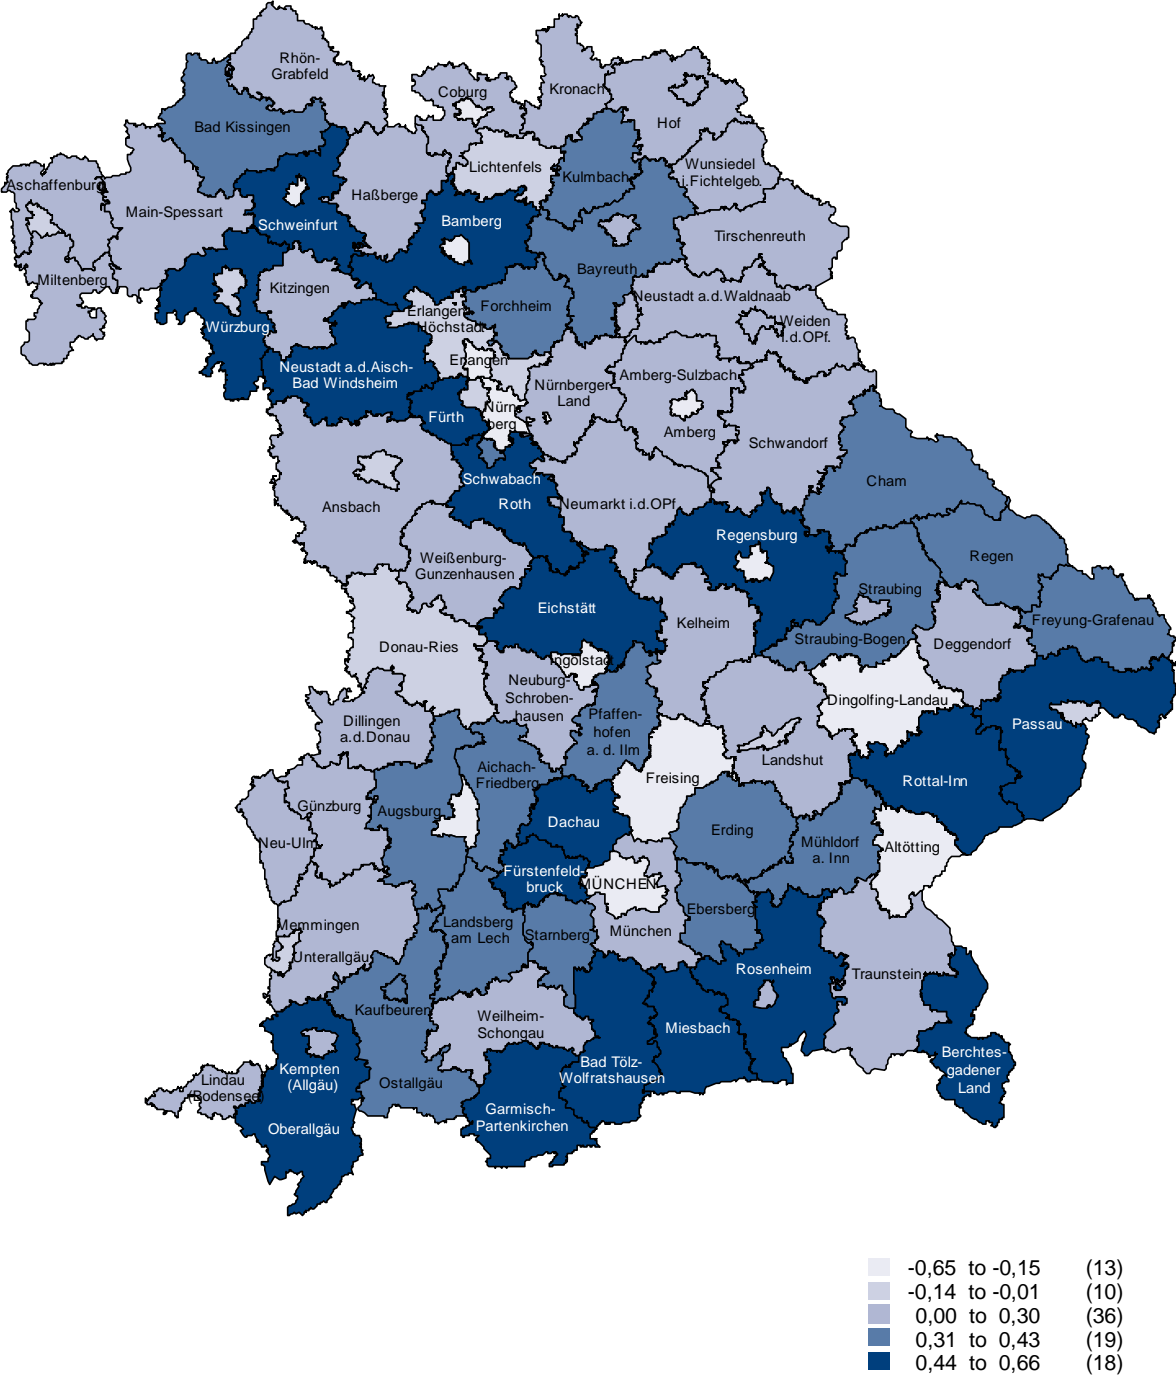 Rhön-
Grabfeld
Coburg
Kronach
Hof
Bad Kissingen
Wunsiedel
i.Fichtelgeb.
Lichtenfels
Kulmbach
Aschaffenburg
Haßberge
Main-Spessart
Schweinfurt
Bamberg
Tirschenreuth
Bayreuth
Miltenberg
Kitzingen
Neustadt a.d.Waldnaab
Forchheim
Erlangen-
Höchstadt
Weiden
i.d.OPf.
Würzburg
Erlangen
Neustadt a.d.Aisch-
Bad Windsheim
Amberg-Sulzbach
Nürnberger
Land
Nürn-
berg
Fürth
Amberg
Schwandorf
Schwabach
Cham
Roth
Neumarkt i.d.OPf.
Ansbach
Regensburg
Regen
Weißenburg-
Gunzenhausen
Straubing
Eichstätt
Kelheim
Freyung-Grafenau
Straubing-Bogen
Deggendorf
Donau-Ries
Ingolstadt
Neuburg-
Schroben-
hausen
Dingolfing-Landau
Dillingen
a.d.Donau
Pfaffen-
hofen
a. d. Ilm
Passau
Landshut
Aichach-
Friedberg
Freising
Rottal-Inn
Günzburg
Augsburg
Dachau
Erding
Neu-Ulm
Mühldorf
a. Inn
Altötting
Fürstenfeld-
bruck
MÜNCHEN
Ebersberg
Memmingen
Landsberg
am Lech
Starnberg
München
Unterallgäu
Rosenheim
Traunstein
Kaufbeuren
Weilheim-
Schongau
Miesbach
Berchtes-
gadener
Land
Kempten
(Allgäu)
Bad Tölz-
Wolfratshausen
Lindau
(Bodensee)
Ostallgäu
Garmisch-
Partenkirchen
Oberallgäu
-0,65 to -0,15 (13)
-0,14 to -0,01 (10)
0,00 to 0,30 (36)
0,31 to 0,43 (19)
0,44 to 0,66 (18)